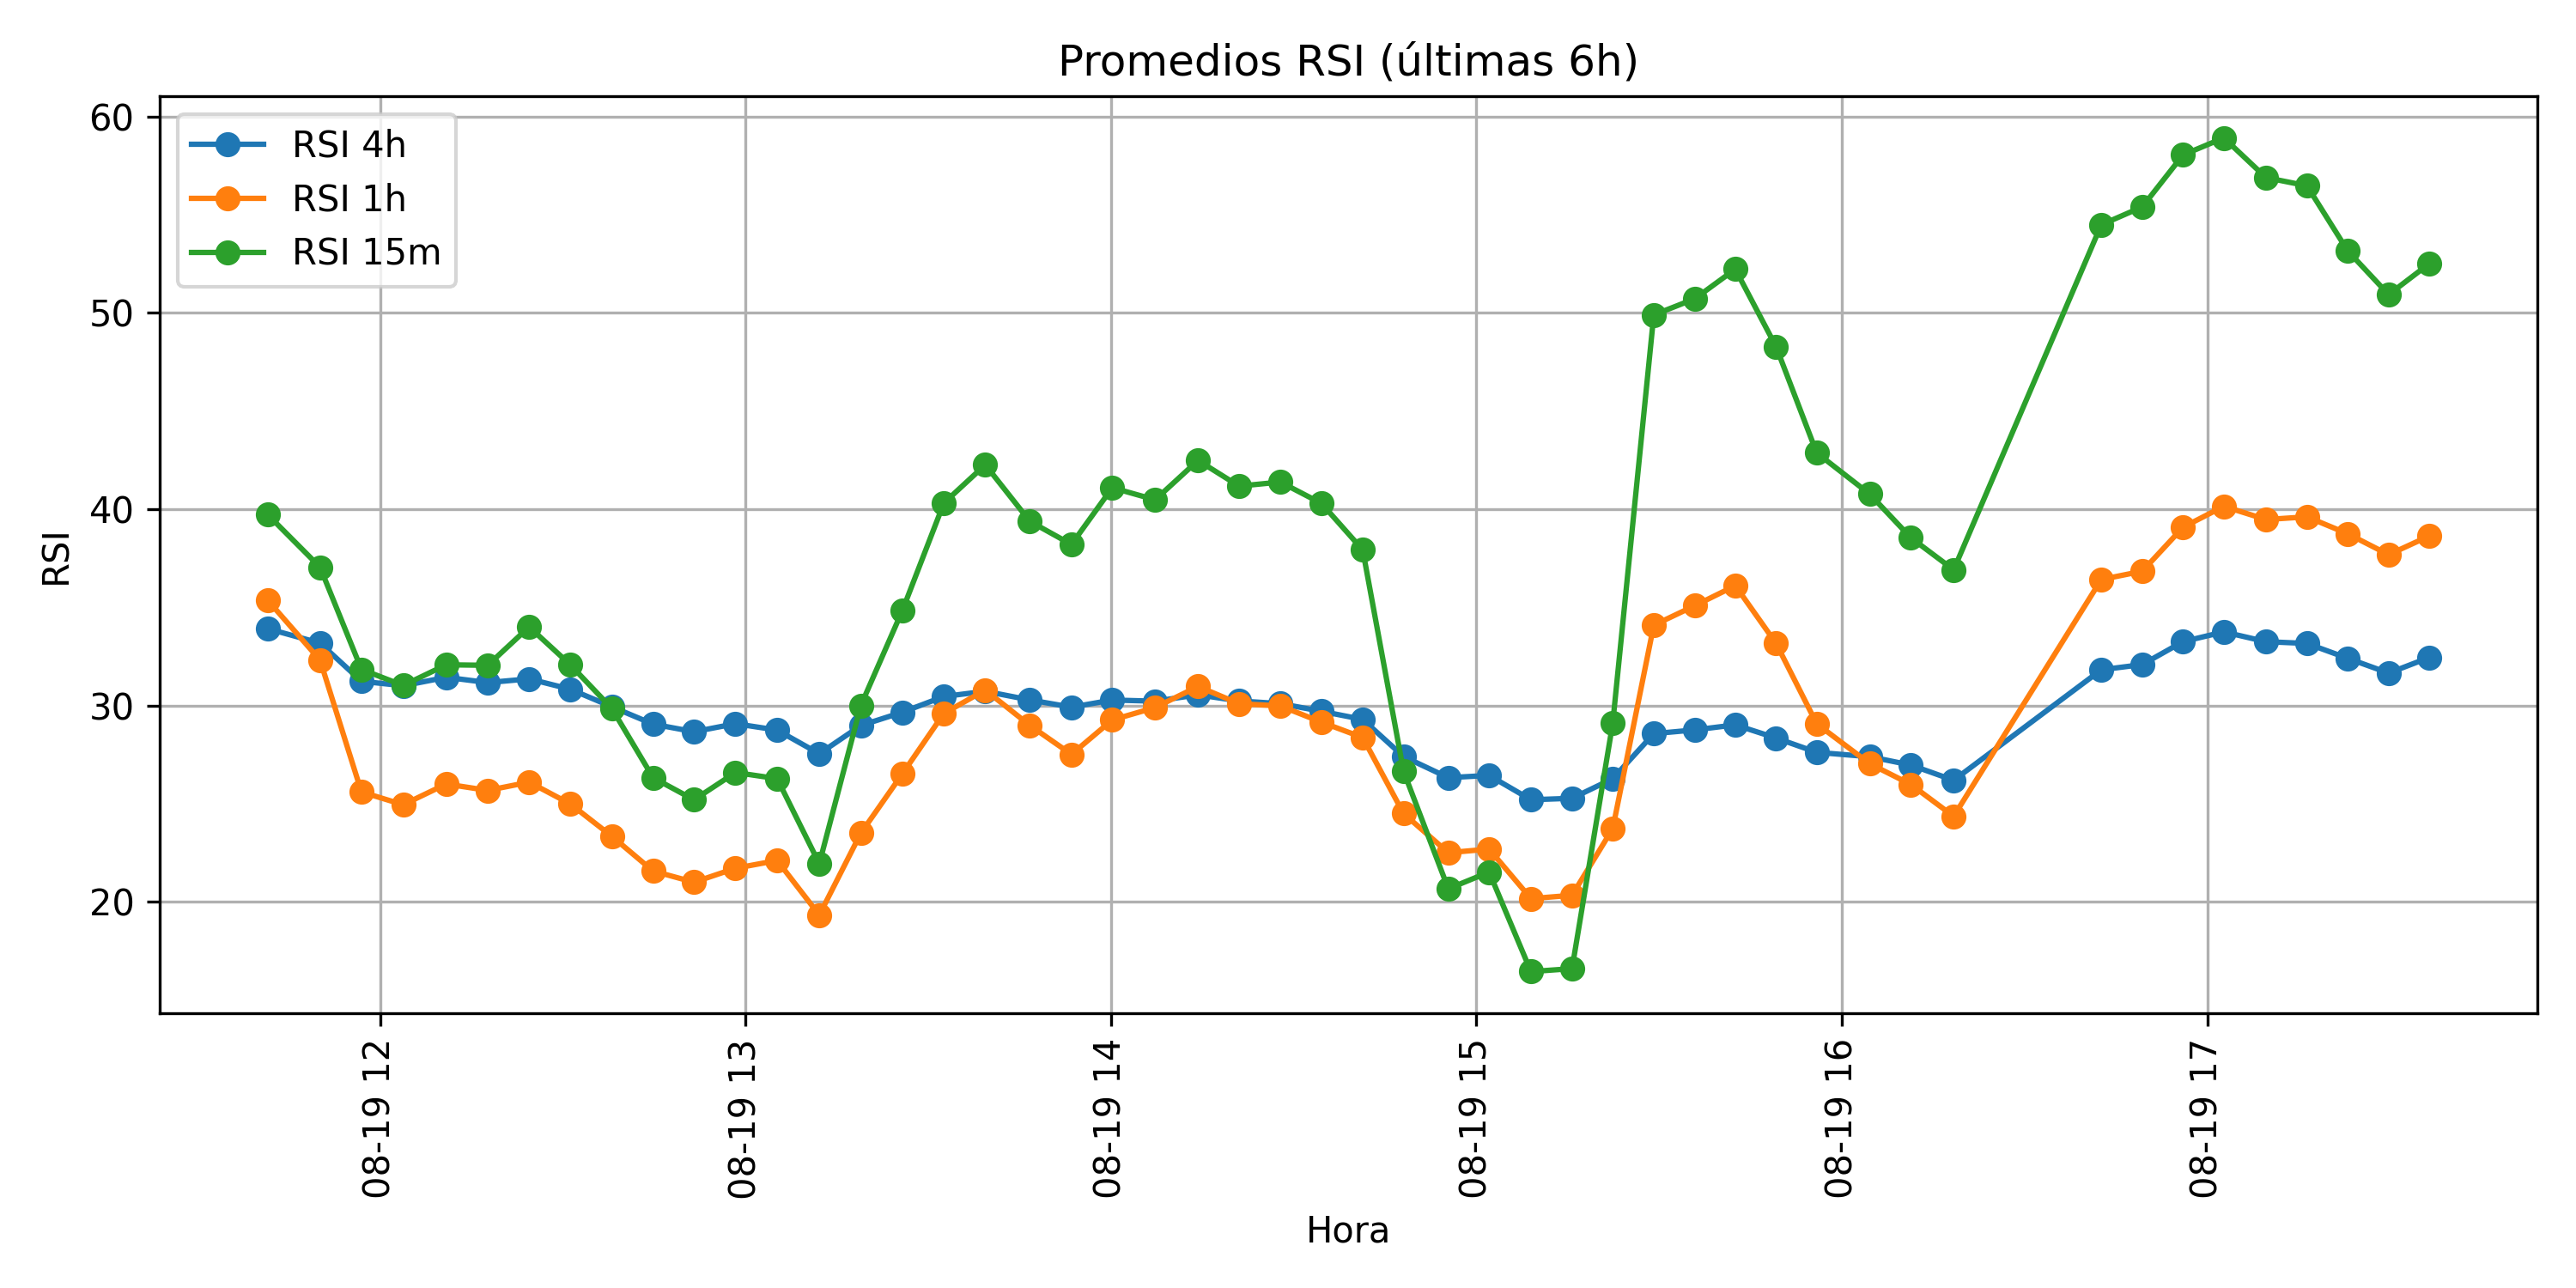 Promedios RSI (últimas 6h)
RSI 4h
RSI 1h
RSI 15m
60
50
40
30
20
RSI
08-19 12
08-19 13
08-19 14
08-19 15
08-19 16
08-19 17
Hora